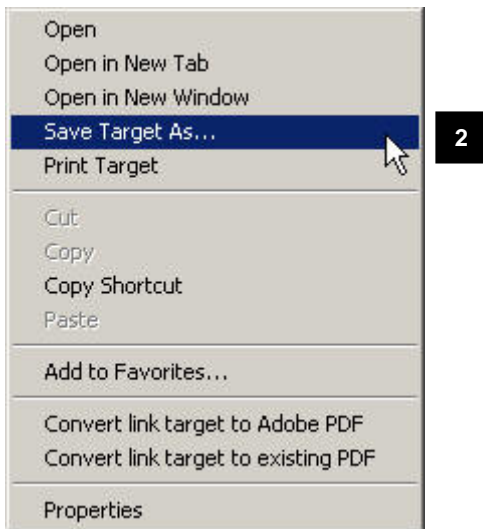 Open
Open in New Tab
Open in New Window
Save Target As...
2
Print Target
Cut
Copy
Copy Shortcut
Paste
Add to Favorites...
Convert link target to Adobe PDF
Convert link target to existing PDF
Properties